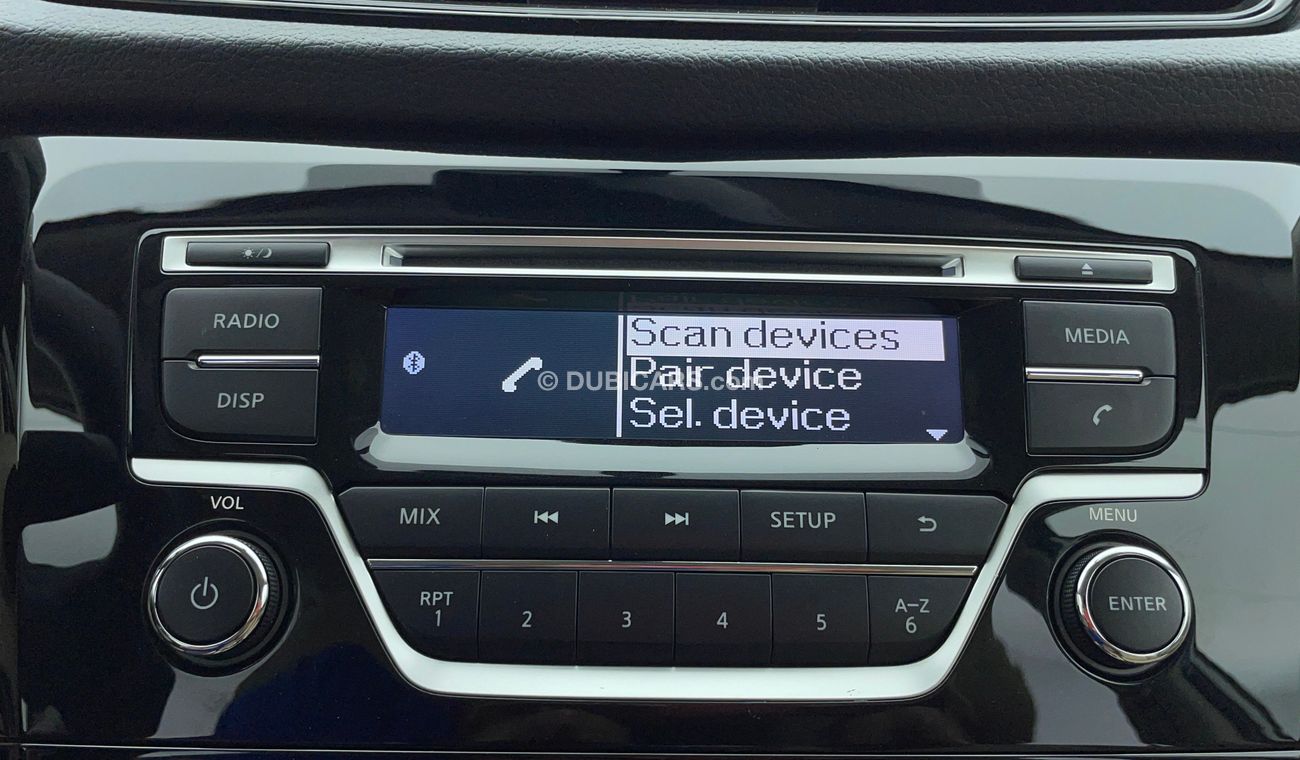 RADIO
DISP
Scan devices
Pair device
Sel. device
© DUBICARS.com
MEDIA
VOL
MIX
SETUP
MENU
RPT
1
2
3
4
5
A-Z
6
ENTER